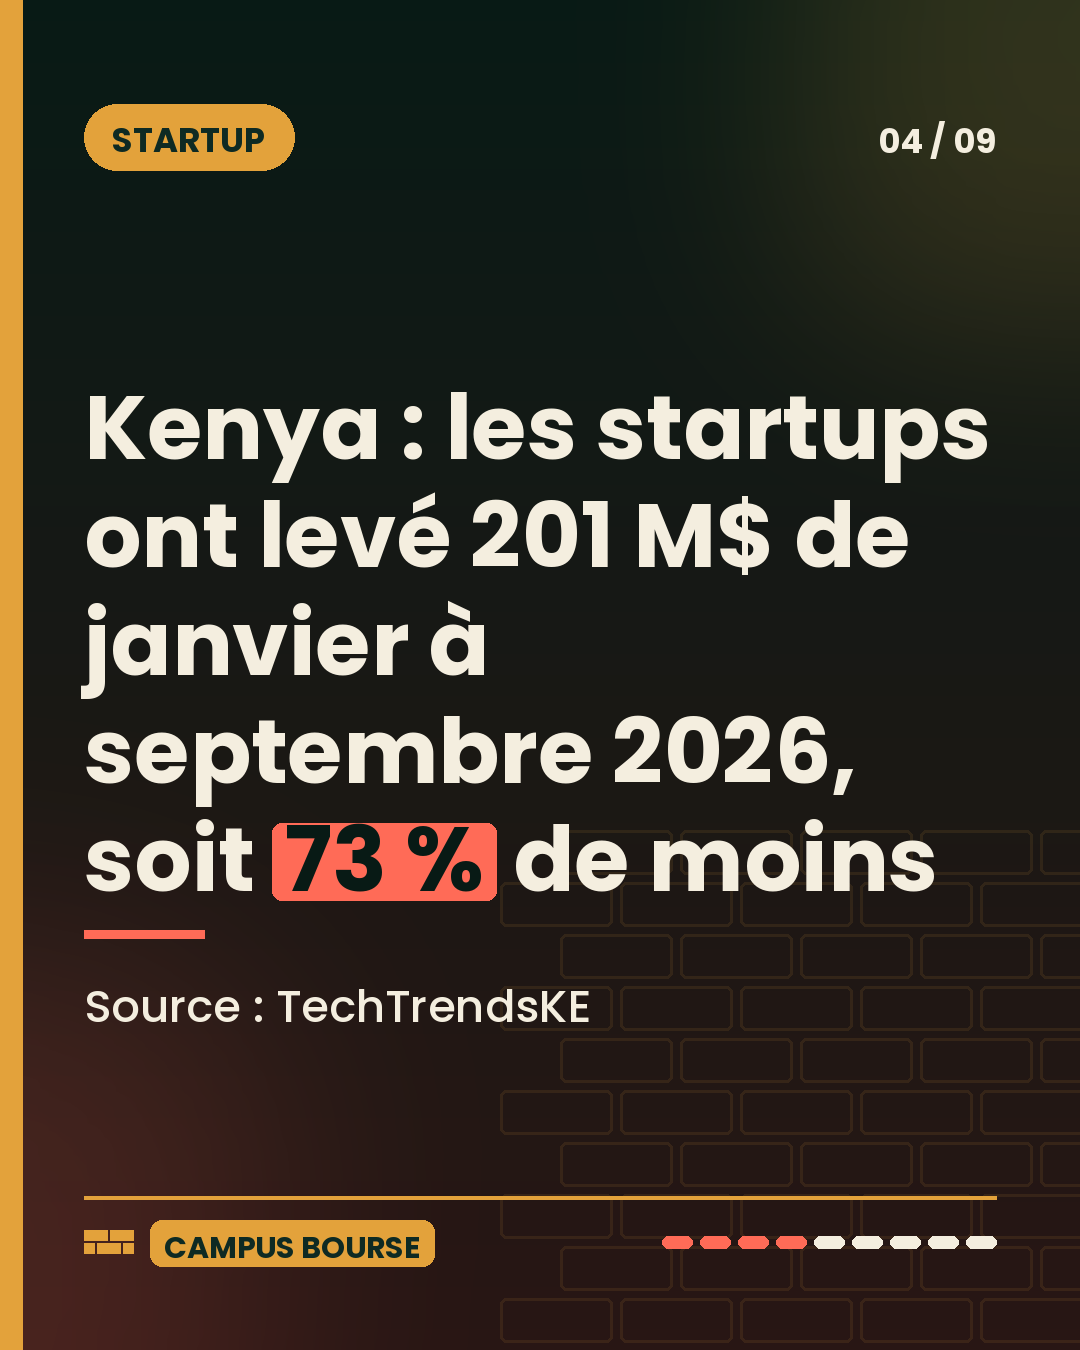 STARTUP
04 / 09
Kenya : les startups
ont levé 201 M$ de
janvier à
septembre 2026,
soit 73 % de moins
Source : TechTrendsKE
CAMPUS BOURSE